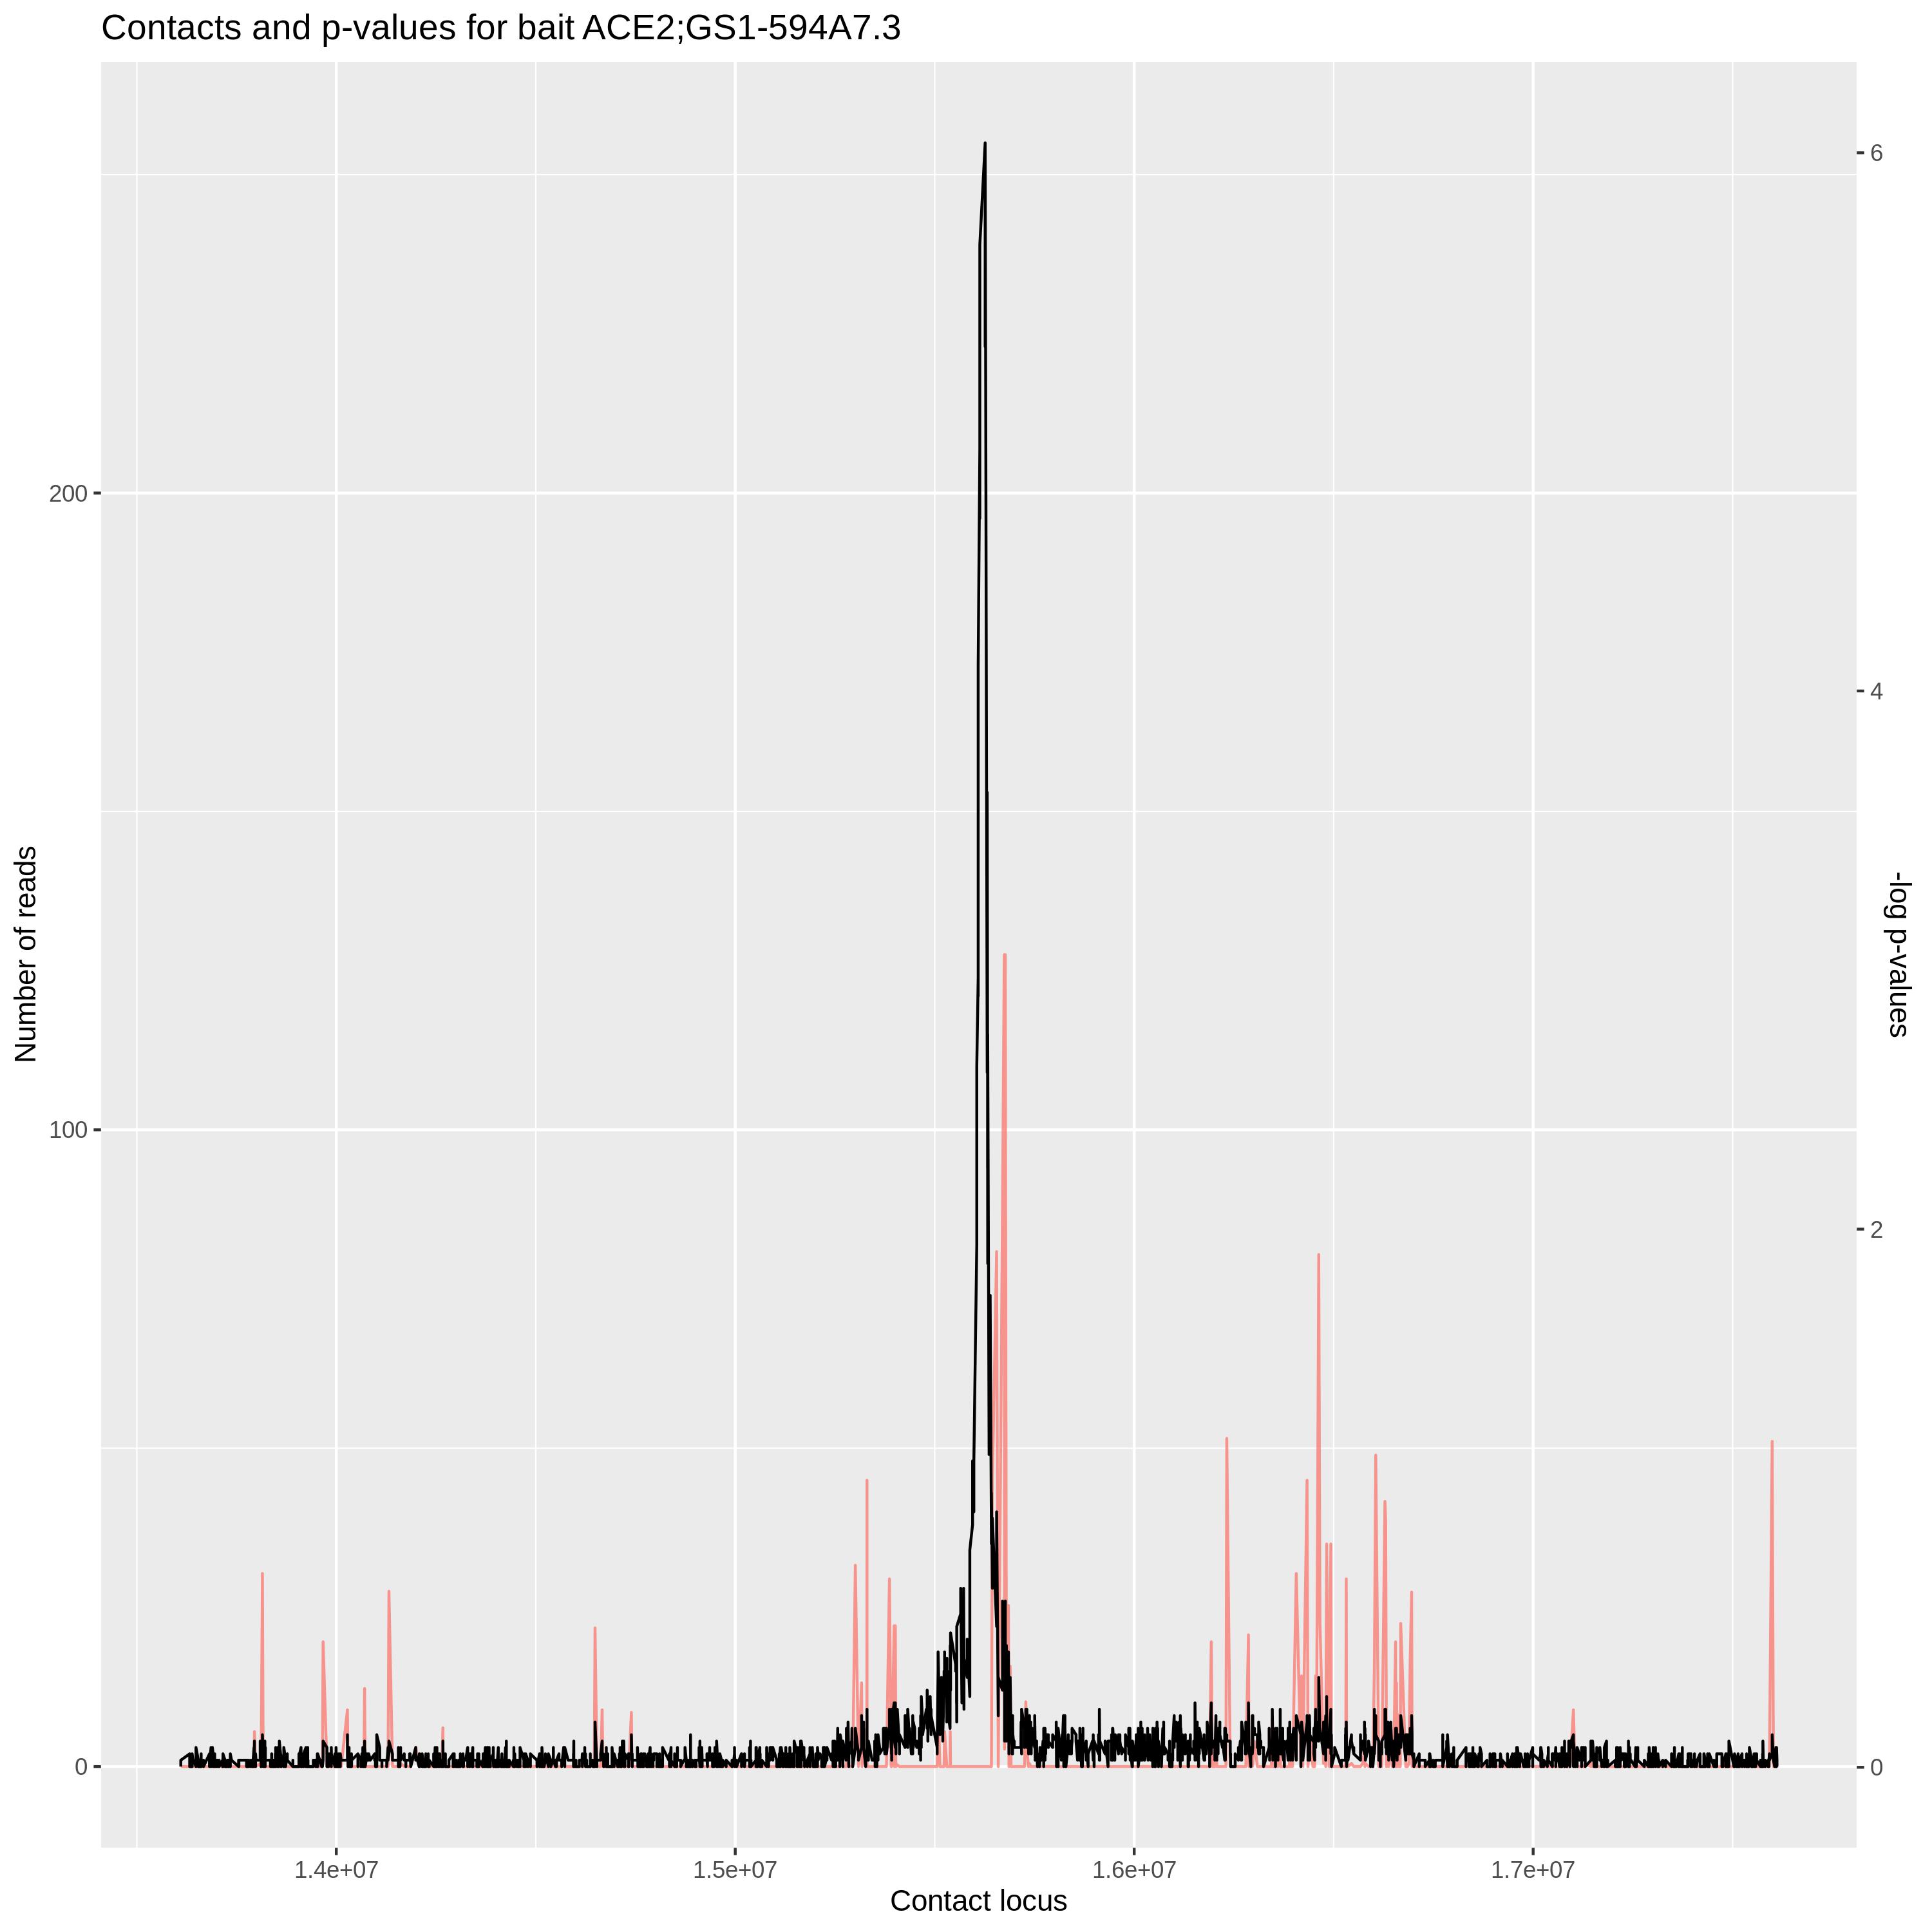 Contacts and p-values for bait ACE2;GS1-594A7.3
6
200
4
Number of reads
-log p-values
2
100
0
0
1.4e+07
1.5e+07
1.6e+07
1.7e+07
Contact locus